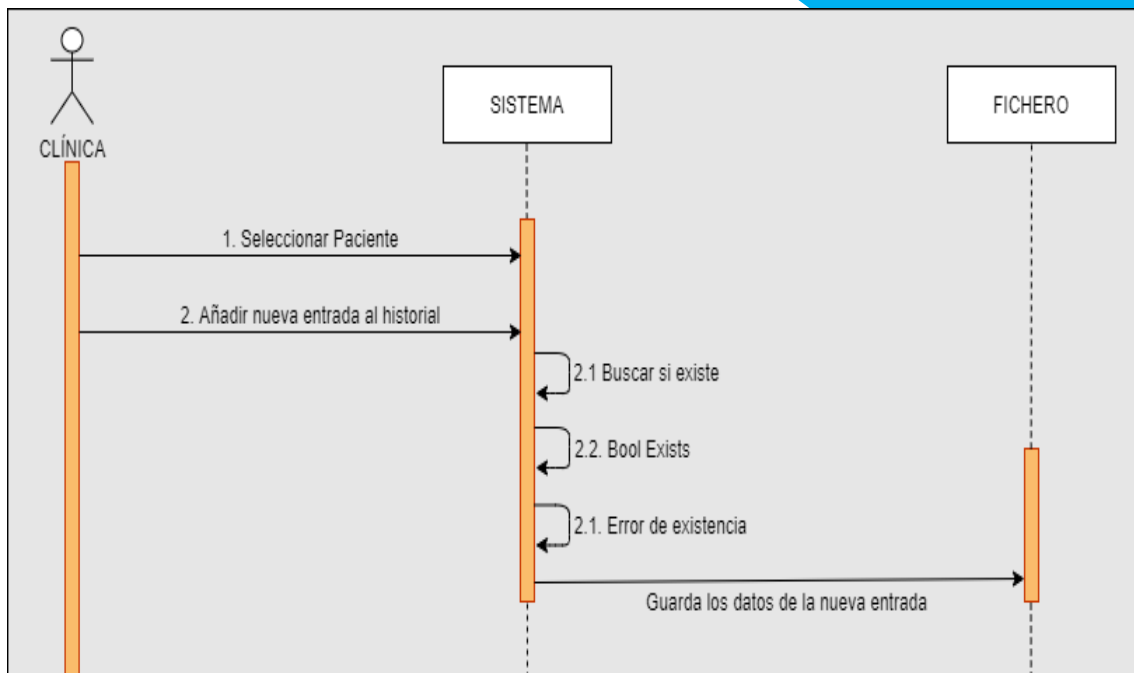 CLÍNICA
SISTEMA
FICHERO
1. Seleccionar Paciente
2. Añadir nueva entrada al historial
2.1 Buscar si existe
2.2. Bool Exists
2.1. Error de existencia
Guarda los datos de la nueva entrada